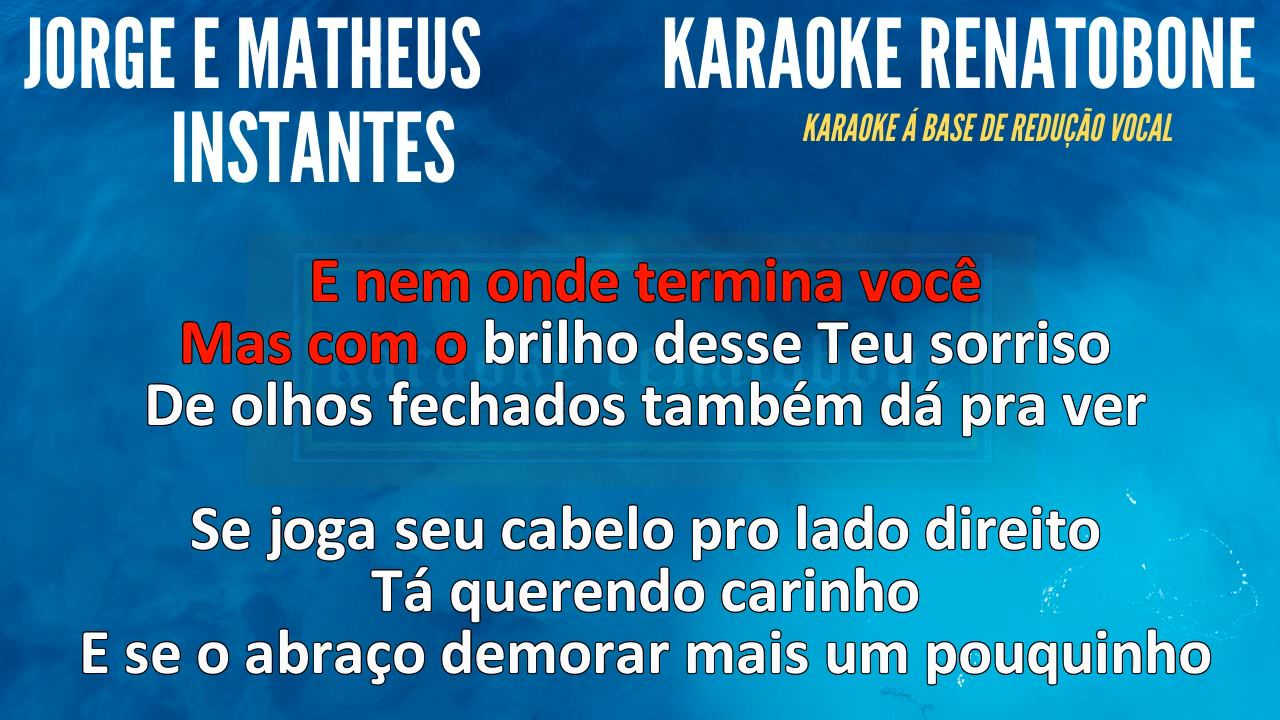 JORGE E MATHEUS
INSTANTES
KARAOKE RENATOBONE
KARAOKE Á BASE DE REDUÇÃO VOCAL
E nem onde termina você
Mas com o brilho desse Teu sorriso
De olhos fechados também dá pra ver
Se joga seu cabelo pro lado direito
Tá querendo carinho
E se o abraço demorar mais um pouquinho